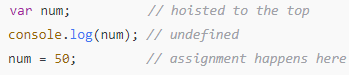 var num;          // hoisted to the top
console.log(num); // undefined
num = 50;         // assignment happens here